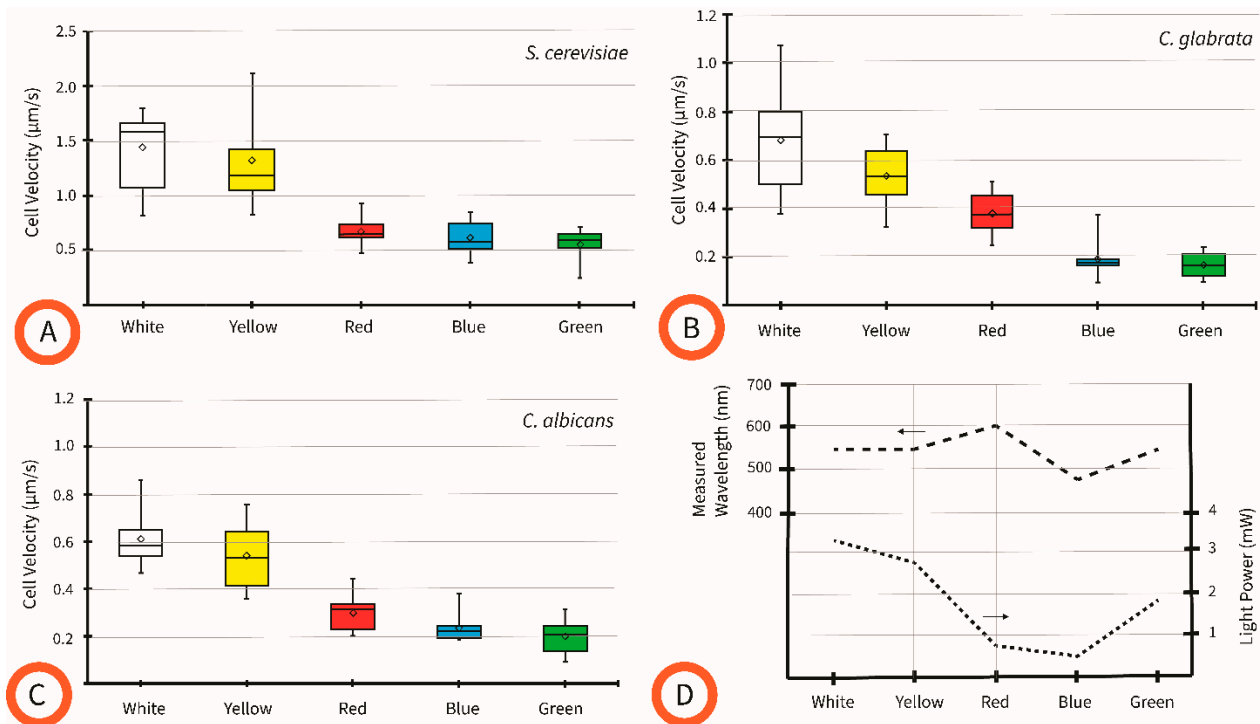 2.5
2.0
1.5
1.0
0.5
Cell Velocity (µm/s)
S. cerevisiae
White Yellow Red Blue Green
A
1.2
1.0
0.8
0.6
0.4
0.2
Cell Velocity (µm/s)
C. glabrata
White Yellow Red Blue Green
B
1.2
1.0
0.8
0.6
0.4
0.2
Cell Velocity (µm/s)
C. albicans
White Yellow Red Blue Green
C
700
600
500
400
Measured
Wavelength (nm)
4
3
2
1
Light Power (mW)
White Yellow Red Blue Green
D